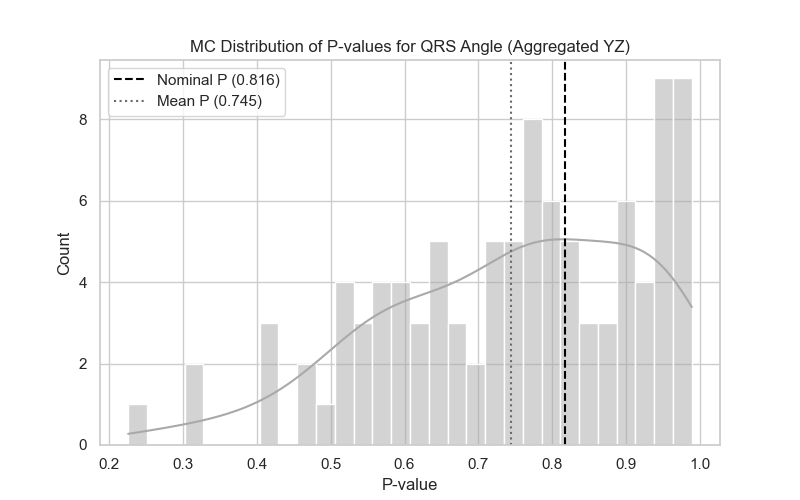 MC Distribution of P-values for QRS Angle (Aggregated YZ)
Nominal P (0.816)
Mean P (0.745)
Count
8
6
4
2
0
0.2 0.3 0.4 0.5 0.6 0.7 0.8 0.9 1.0
P-value